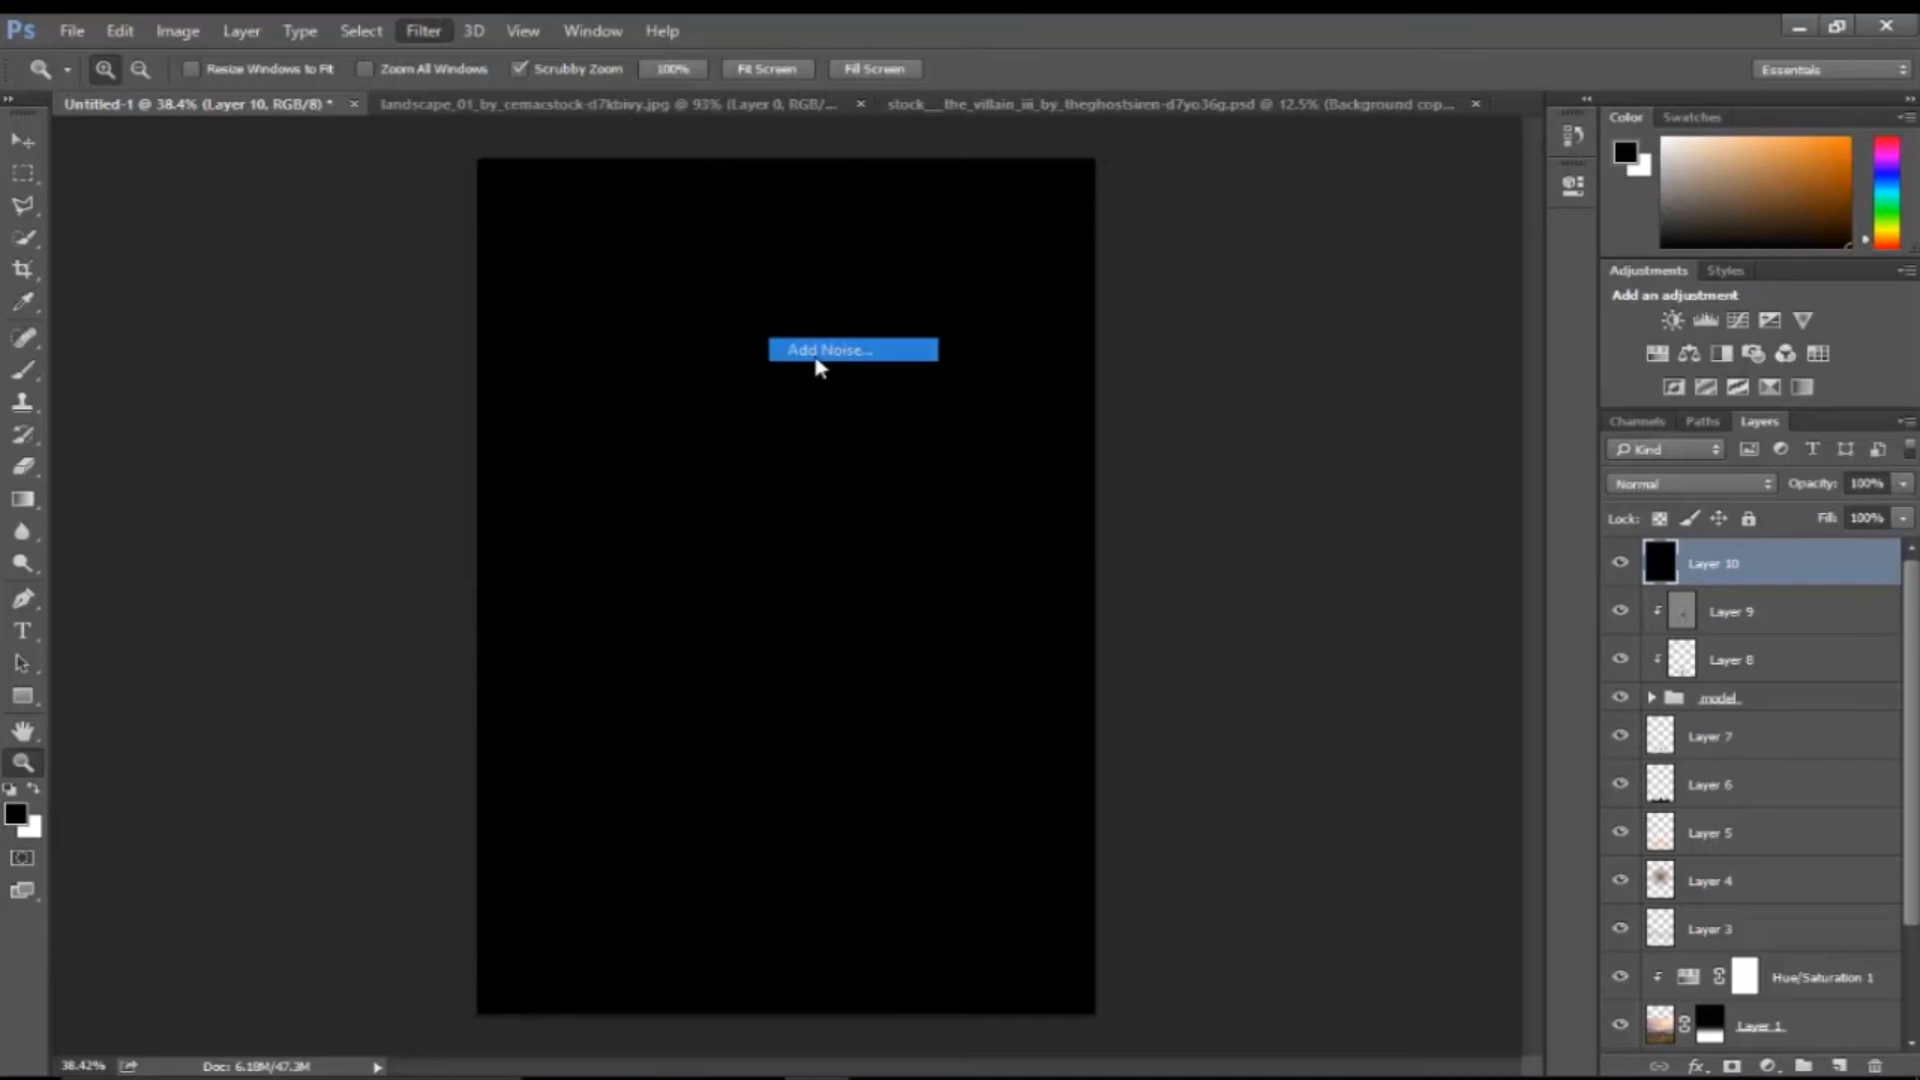 Ps File Edit Image Layer Type Select Filter 3D View Window Help
Resize Windows to Fit Zoom All Windows Scrubby Zoom 100% Fit Screen Fill Screen Essentials
Untitled-1 @ 38.4% (Layer 10, RGB/8) * landscape_01_by_cemacstock-d7kbivy.jpg @ 93% (Layer 0, RGB/... stock__the_villain_iii_by_theghostsiren-d7yo36g.psd @ 12.5% (Background cop...
Color Swatches
Adjustments Styles
Add an adjustment
Add Noise...
Channels Paths Layers
Kind
Normal Opacity: 100%
Lock: Fill: 100%
Layer 10
Layer 9
Layer 8
model
Layer 7
Layer 6
Layer 5
Layer 4
Layer 3
Hue/Saturation 1
Layer 1
38.42% Doc: 6.18M/47.3M
fx